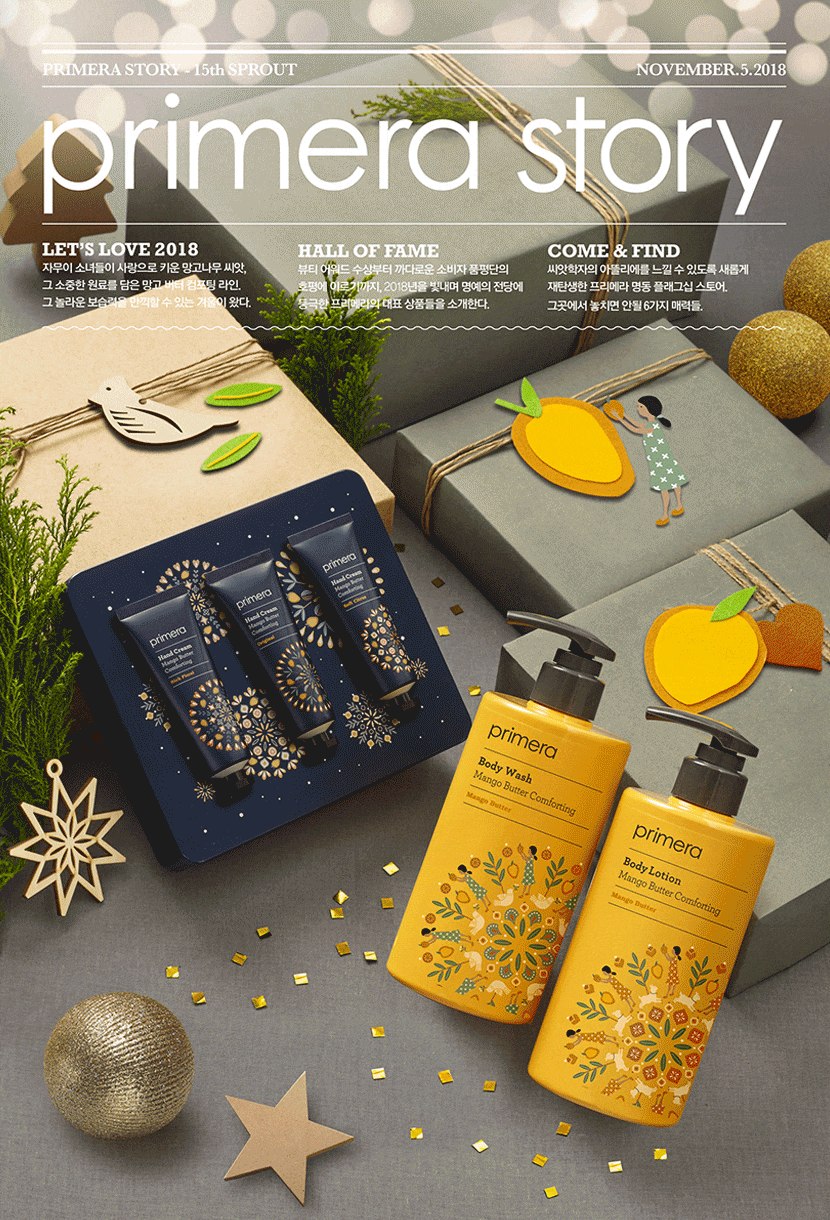 PRIMERA STORY - 15th SPROUT
NOVEMBER.5.2018
primera story
LET'S LOVE 2018
자무이 소녀들이 사랑으로 키운 망고나무 씨앗,
그 소중한 원료를 담은 망고 버터 컴포팅 라인.
그 놀라운 보습력을 만끽할 수 있는 겨울이 왔다.
HALL OF FAME
뷰티 어워드 수상부터 까다로운 소비자 품평단의
호평에 이르기까지, 2018년을 빛내며 명예의 전당에
등극한 프리메라의 대표 상품들을 소개한다.
COME & FIND
씨앗학자의 아뜰리에를 느낄 수 있도록 새롭게
재탄생한 프리메라 명동 플래그십 스토어.
그곳에서 놓치면 안될 6가지 매력들.
primera
Hand Cream
Mango Butter
Comforting
primera
Hand Cream
Mango Butter
Comforting
Original
primera
Hand Cream
Mango Butter
Comforting
Soft Citrus
primera
Body Wash
Mango Butter Comforting
Mango Butter
primera
Body Lotion
Mango Butter Comforting
Mango Butter